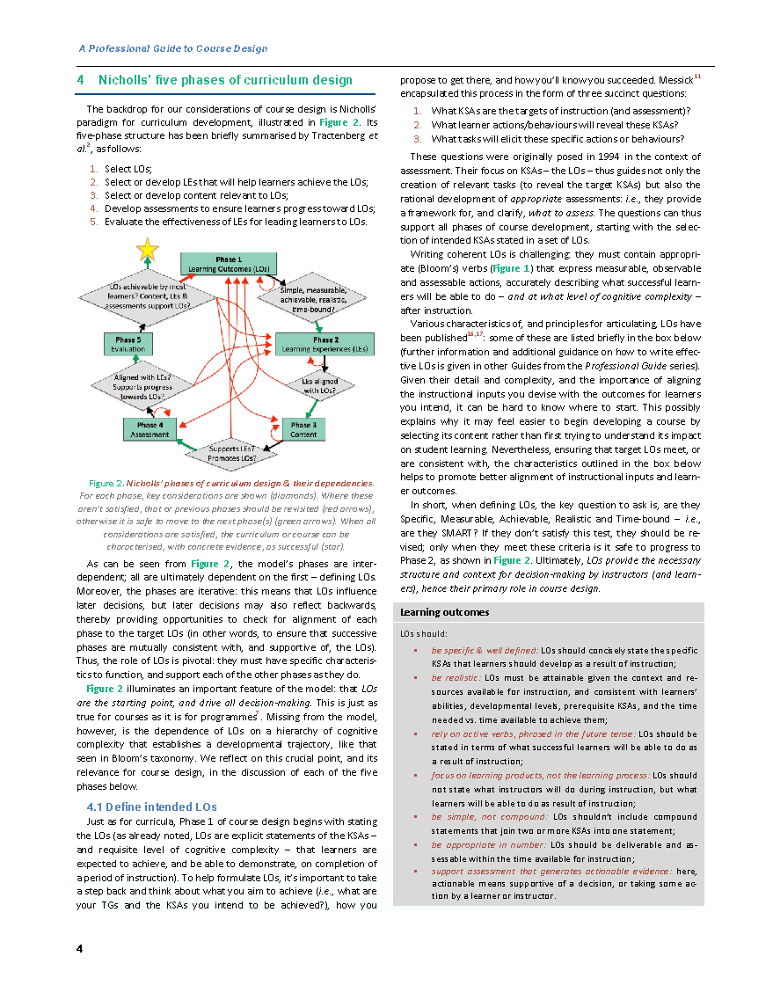 A Professional Guide to Course Design
4 Nicholls' five phases of curriculum design
The backdrop for our considerations of course design is Nicholls'
paradigm for curriculum development, illustrated in Figure 2. Its
five-phase structure has been briefly summarised by Tractenberg et
al.2, as follows:
1. Select LOs;
2. Select or develop LEs that will help learners achieve the LOs;
3. Select or develop content relevant to LOs;
4. Develop assessments to ensure learners progress toward LOs;
5. Evaluate the effectiveness of LEs for leading learners to LOs.
Phase 1
Learning Outcomes (LOs)
LOs achievable by most
learners? Content, LEs &
assessments support LOs?
Simple, measurable,
achievable, realistic,
time-bound?
Phase 5
Evaluation
Phase 2
Learning Experiences (LEs)
Aligned with LEs?
Supports progress
towards LOs?
LEs aligned
with LOs?
Phase 4
Assessment
Phase 3
Content
Supports LEs?
Promotes LOs?
Figure 2. Nicholls' phases of curriculum design & their dependencies.
For each phase, key considerations are shown (diamonds). Where these
aren't satisfied, that or previous phases should be revisited (red arrows),
otherwise it is safe to move to the next phase(s) (green arrows). When all
considerations are satisfied, the curriculum or course can be
characterised, with concrete evidence, as successful (star).
As can be seen from Figure 2, the model's phases are inter-
dependent; all are ultimately dependent on the first – defining LOs.
Moreover, the phases are iterative: this means that LOs influence
later decisions, but later decisions may also reflect backwards,
thereby providing opportunities to check for alignment of each
phase to the target LOs (in other words, to ensure that successive
phases are mutually consistent with, and supportive of, the LOs).
Thus, the role of LOs is pivotal: they must have specific characteris-
tics to function, and support each of the other phases as they do.
Figure 2 illuminates an important feature of the model: that LOs
are the starting point, and drive all decision-making. This is just as
true for courses as it is for programmes7. Missing from the model,
however, is the dependence of LOs on a hierarchy of cognitive
complexity that establishes a developmental trajectory, like that
seen in Bloom's taxonomy. We reflect on this crucial point, and its
relevance for course design, in the discussion of each of the five
phases below.
4.1 Define intended LOs
Just as for curricula, Phase 1 of course design begins with stating
the LOs (as already noted, LOs are explicit statements of the KSAs –
and requisite level of cognitive complexity – that learners are
expected to achieve, and be able to demonstrate, on completion of
a period of instruction). To help formulate LOs, it's important to take
a step back and think about what you aim to achieve (i.e., what are
your TGs and the KSAs you intend to be achieved?), how you
propose to get there, and how you'll know you succeeded. Messick11
encapsulated this process in the form of three succinct questions:
1. What KSAs are the targets of instruction (and assessment)?
2. What learner actions/behaviours will reveal these KSAs?
3. What tasks will elicit these specific actions or behaviours?
These questions were originally posed in 1994 in the context of
assessment. Their focus on KSAs – the LOs – thus guides not only the
creation of relevant tasks (to reveal the target KSAs) but also the
rational development of appropriate assessments: i.e., they provide
a framework for, and clarify, what to assess. The questions can thus
support all phases of course development, starting with the selec-
tion of intended KSAs stated in a set of LOs.
Writing coherent LOs is challenging: they must contain appropri-
ate (Bloom's) verbs (Figure 1) that express measurable, observable
and assessable actions, accurately describing what successful learn-
ers will be able to do – and at what level of cognitive complexity –
after instruction.
Various characteristics of, and principles for articulating, LOs have
been published16,17: some of these are listed briefly in the box below
(further information and additional guidance on how to write effec-
tive LOs is given in other Guides from the Professional Guide series).
Given their detail and complexity, and the importance of aligning
the instructional inputs you devise with the outcomes for learners
you intend, it can be hard to know where to start. This possibly
explains why it may feel easier to begin developing a course by
selecting its content rather than first trying to understand its impact
on student learning. Nevertheless, ensuring that target LOs meet, or
are consistent with, the characteristics outlined in the box below
helps to promote better alignment of instructional inputs and learn-
er outcomes.
In short, when defining LOs, the key question to ask is, are they
Specific, Measurable, Achievable, Realistic and Time-bound – i.e.,
are they SMART? If they don't satisfy this test, they should be re-
vised; only when they meet these criteria is it safe to progress to
Phase 2, as shown in Figure 2. Ultimately, LOs provide the necessary
structure and context for decision-making by instructors (and learn-
ers), hence their primary role in course design.
Learning outcomes
LOs should:
• be specific & well defined: LOs should concisely state the specific
KSAs that learners should develop as a result of instruction;
• be realistic: LOs must be attainable given the context and re-
sources available for instruction, and consistent with learners'
abilities, developmental levels, prerequisite KSAs, and the time
needed vs. time available to achieve them;
• rely on active verbs, phrased in the future tense: LOs should be
stated in terms of what successful learners will be able to do as
a result of instruction;
• focus on learning products, not the learning process: LOs should
not state what instructors will do during instruction, but what
learners will be able to do as result of instruction;
• be simple, not compound: LOs shouldn't include compound
statements that join two or more KSAs into one statement;
• be appropriate in number: LOs should be deliverable and as-
sessable within the time available for instruction;
• support assessment that generates actionable evidence: here,
actionable means supportive of a decision, or taking some ac-
tion by a learner or instructor.
4